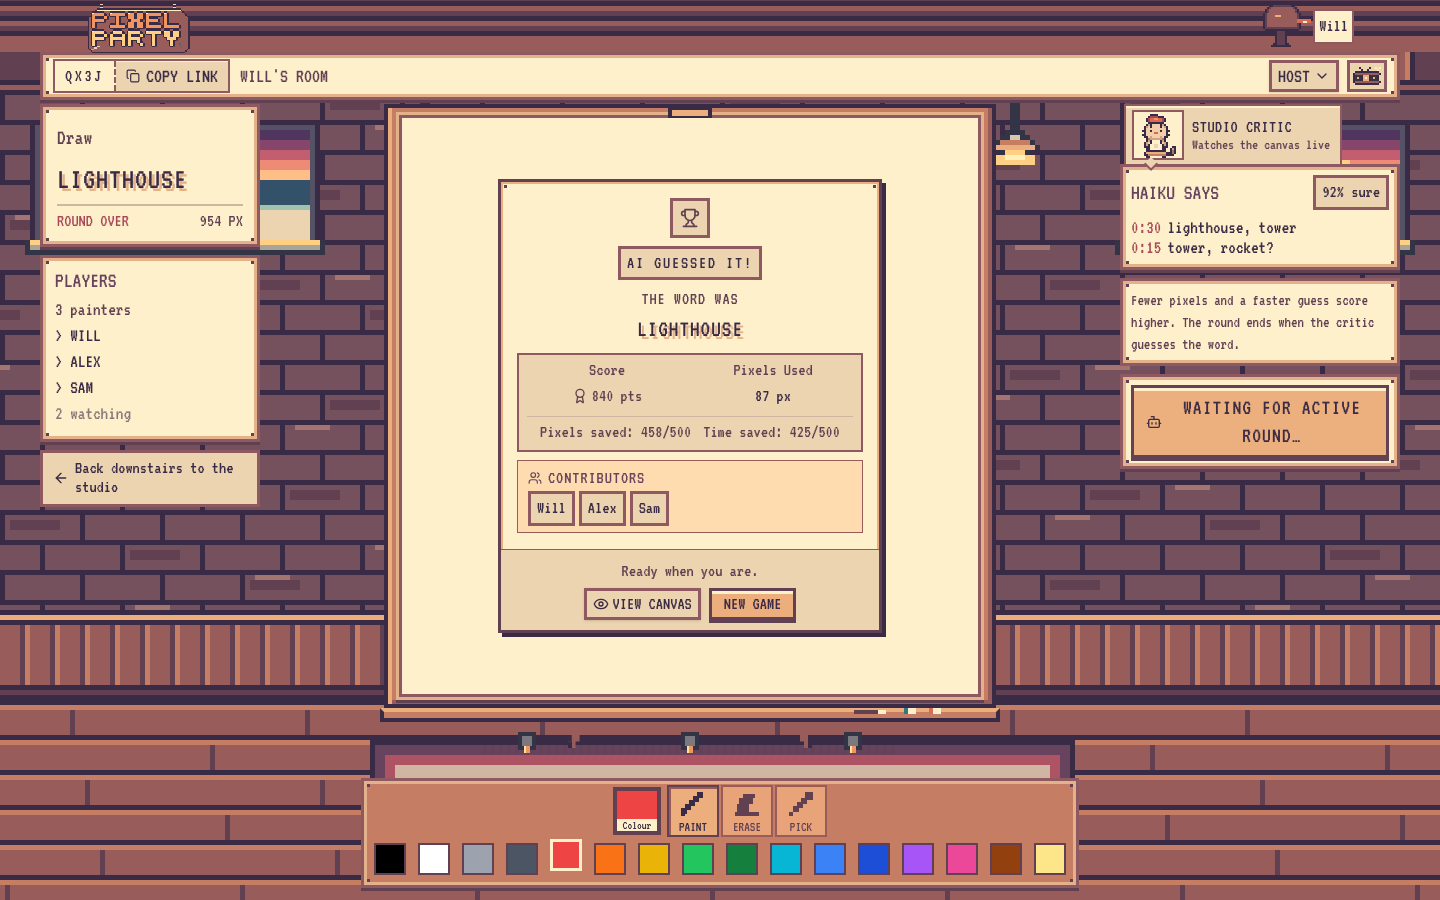 PIXEL
PARTY
Will
QX3J COPY LINK WILL'S ROOM HOST
Draw
LIGHTHOUSE
ROUND OVER 954 PX
PLAYERS
3 painters
WILL
ALEX
SAM
2 watching
Back downstairs to the
studio
AI GUESSED IT!
THE WORD WAS
LIGHTHOUSE
Score Pixels Used
840 pts 87 px
Pixels saved: 458/500 Time saved: 425/500
CONTRIBUTORS
Will Alex Sam
Ready when you are.
VIEW CANVAS NEW GAME
STUDIO CRITIC
Watches the canvas live
HAIKU SAYS 92% sure
0:30 lighthouse, tower
0:15 tower, rocket?
Fewer pixels and a faster guess score
higher. The round ends when the critic
guesses the word.
WAITING FOR ACTIVE
ROUND…
Colour PAINT ERASE PICK